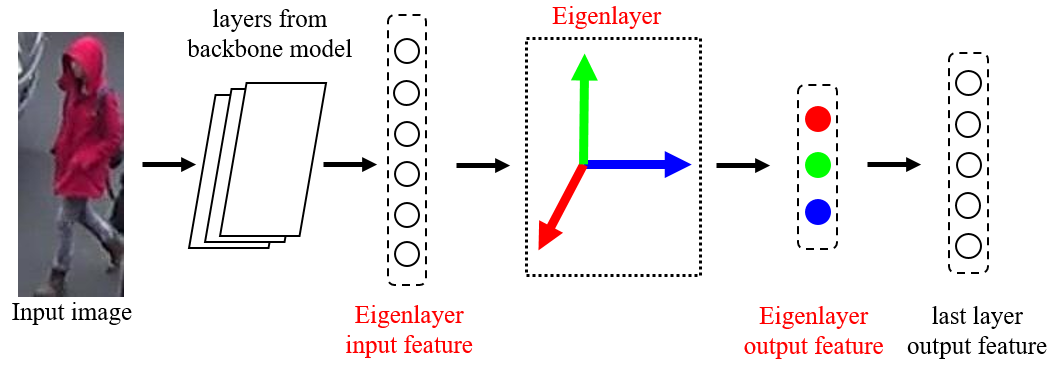 layers from
backbone model
Eigenlayer
Input image
Eigenlayer
input feature
Eigenlayer
output feature
last layer
output feature